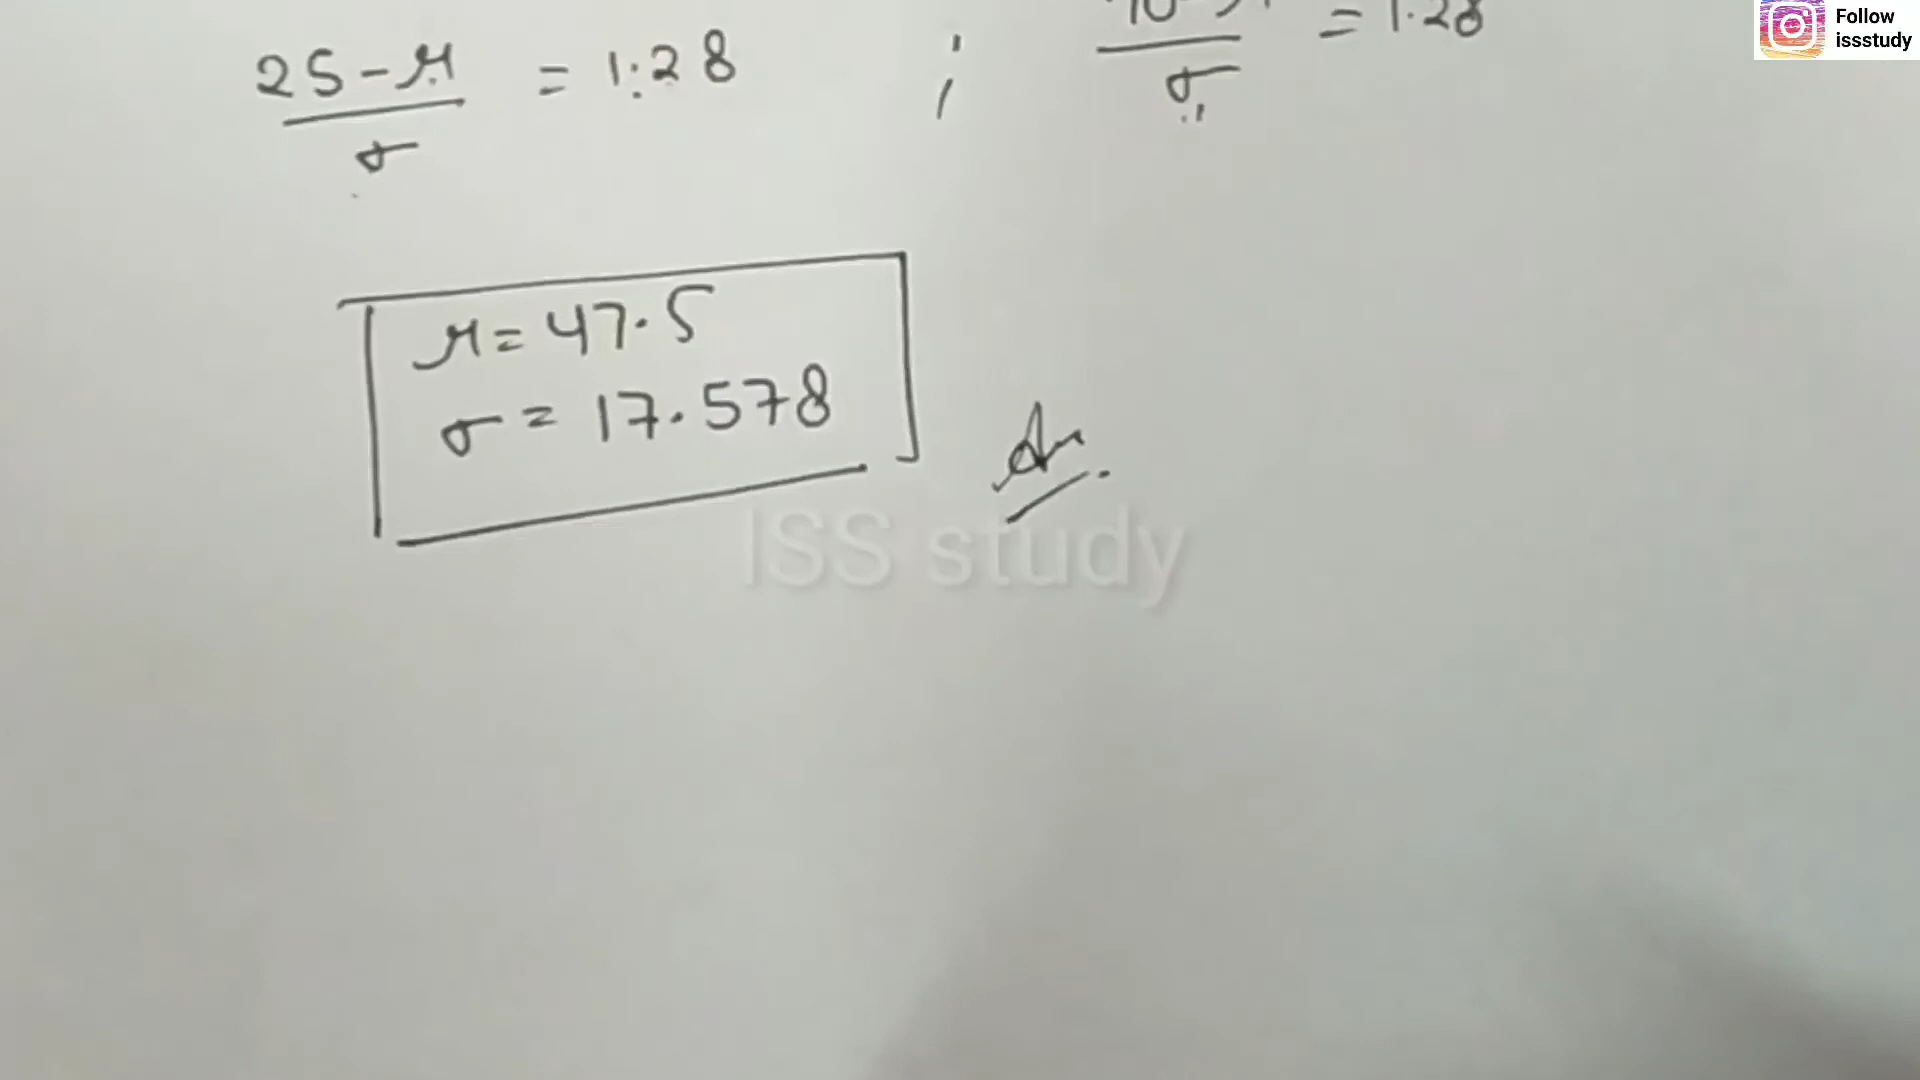 25-μ/σ = 1.28 ; /σ = 1.28
μ= 47.5
σ = 17.578
ISS study
Follow
issstudy